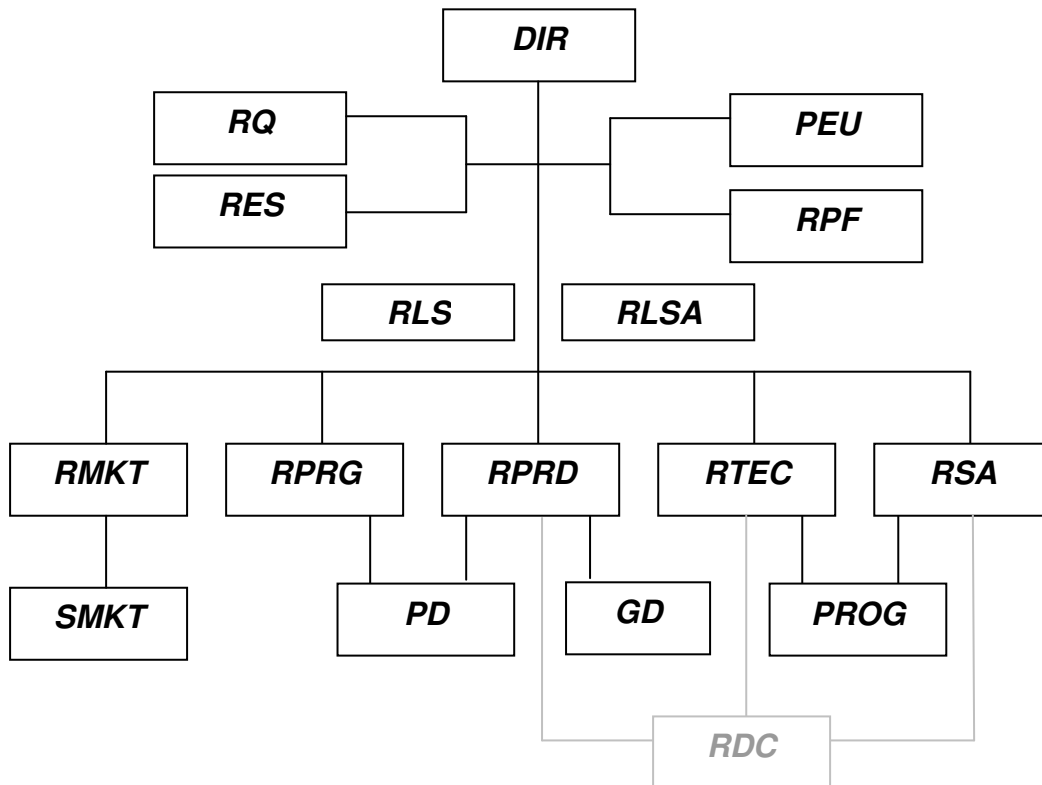 DIR
RQ
PEU
RES
RPF
RLS
RLSA
RMKT
RPRG
RPRD
RTEC
RSA
SMKT
PD
GD
PROG
RDC